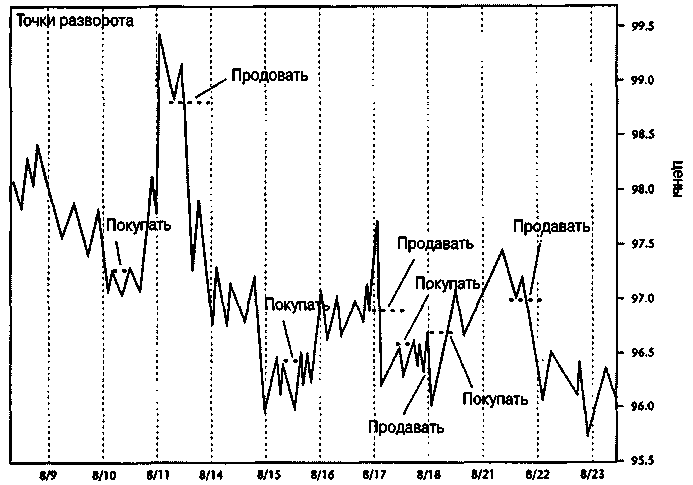 Точки разворота
99.5
Продовать
99.0
98.5
цены
98.0
Покупать
Продавать
97.5
Продавать
Покупать
97.0
Покупать
96.5
Покупать
96.0
Продавать
95.5
8/9 8/10 8/11 8/14 8/15 8/16 8/17 8/18 8/21 8/22 8/23